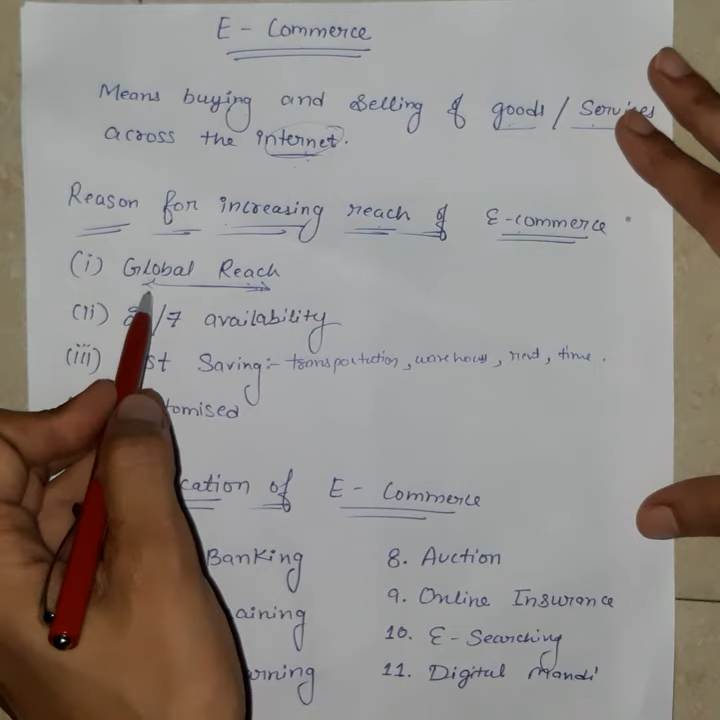 E - Commerce
Means buying and Selling of goods / Services
across the internet.
Reason for increasing reach of E-commerce
(i) Global Reach
(ii) /7 availability
(iii) st Saving:- transportation, warehouse, rent, time.
tomised
cation of E - Commerce
Banking
8. Auction
aining
9. Online Insurance
rning
10. E-Searching
11. Digital Mandi